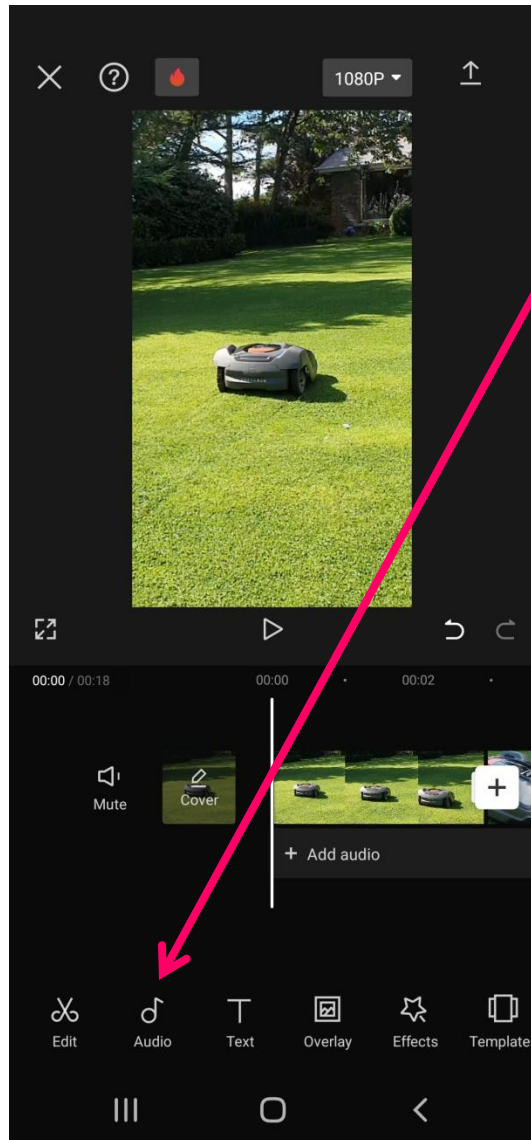 1080P
00:00 / 00:18
00:00
00:02
Mute
Cover
+ Add audio
Edit
Audio
Text
Overlay
Effects
Template